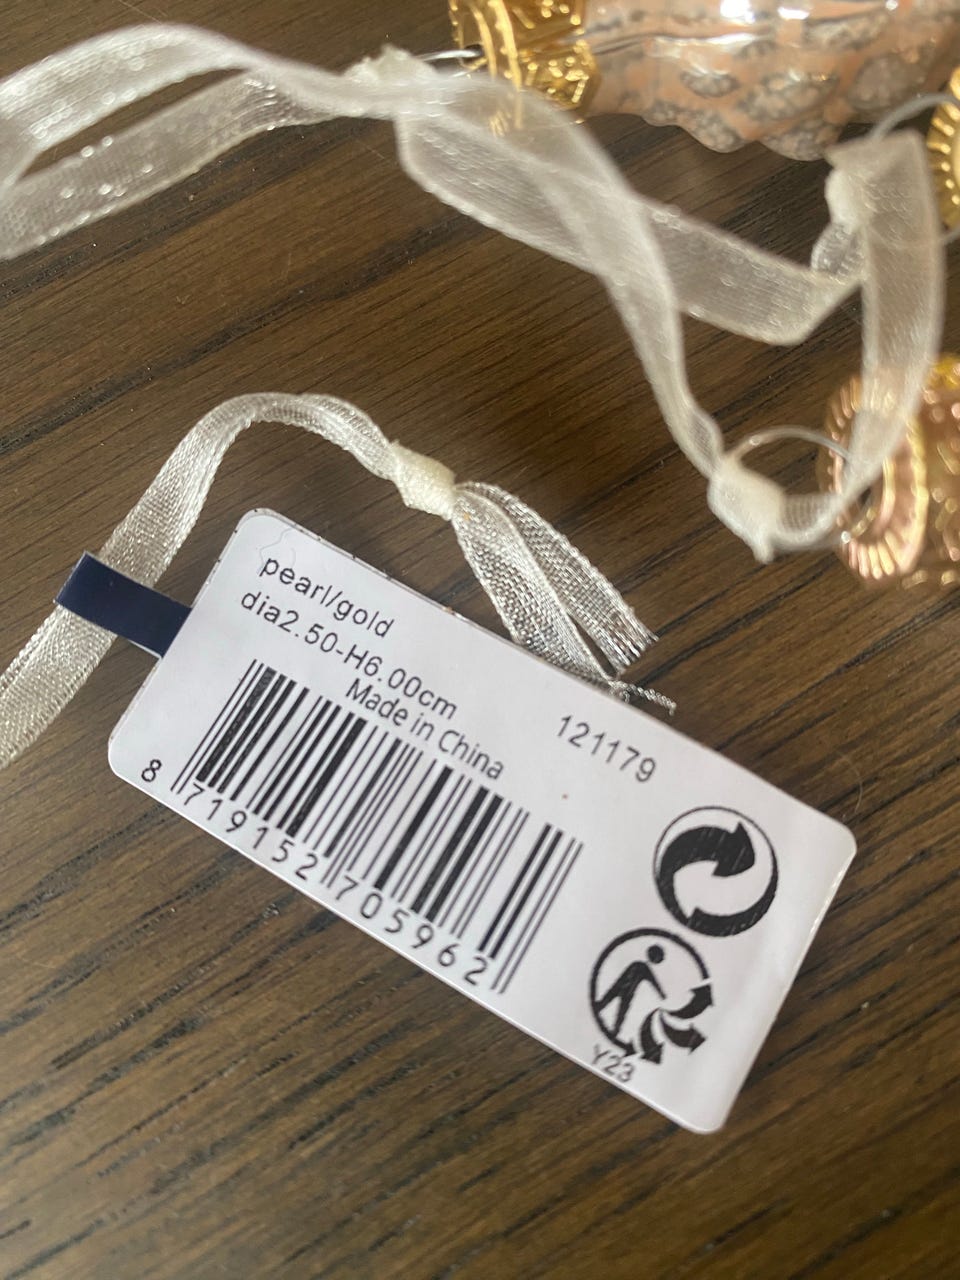 pearl/gold
dia2.50-H6.00cm
Made in China
121179
8 719152 705962
Y23